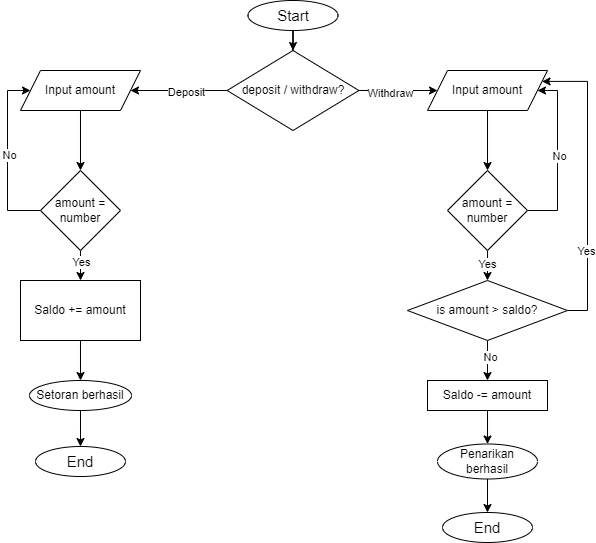 Start
deposit / withdraw?
Deposit
Withdraw
Input amount
No
amount =
number
Yes
Saldo += amount
Setoran berhasil
End
Input amount
No
amount =
number
Yes
is amount > saldo?
Yes
No
Saldo -= amount
Penarikan
berhasil
End